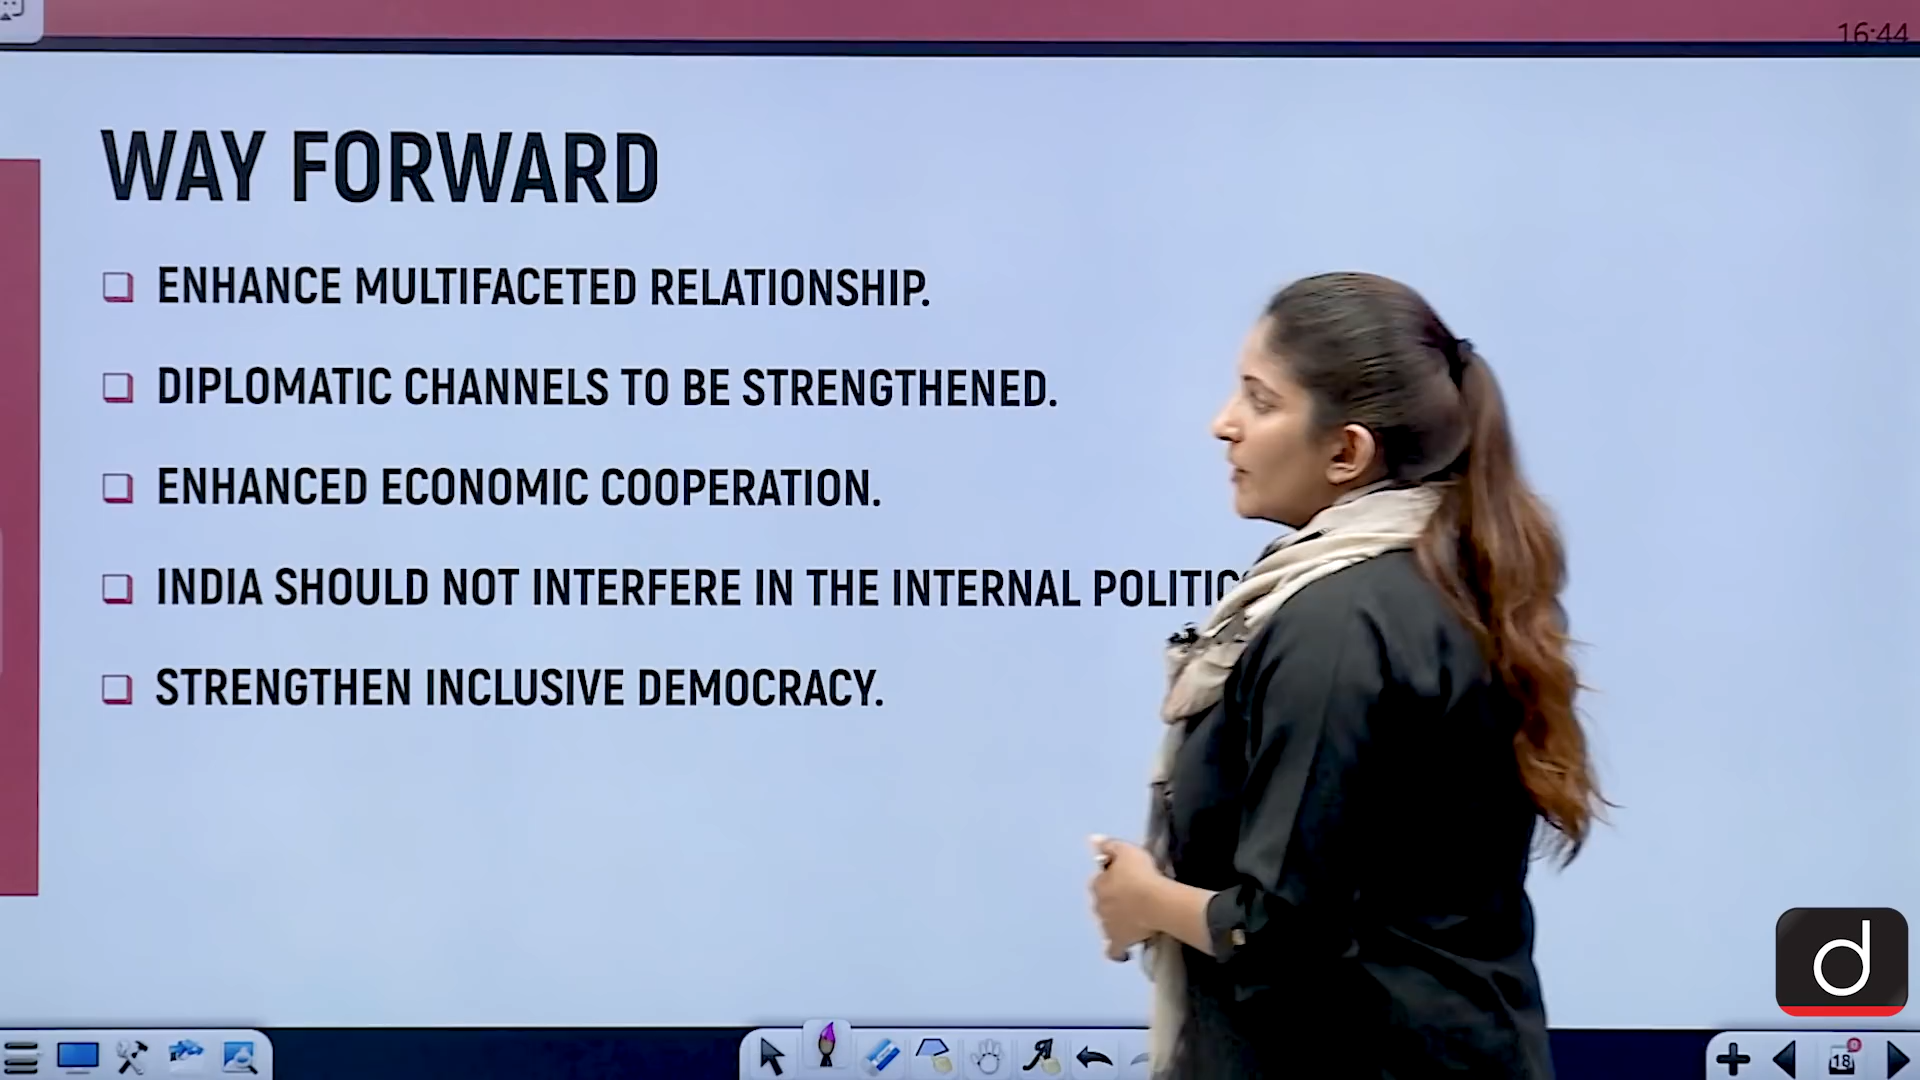 16:44
WAY FORWARD
❑ ENHANCE MULTIFACETED RELATIONSHIP.
❑ DIPLOMATIC CHANNELS TO BE STRENGTHENED.
❑ ENHANCED ECONOMIC COOPERATION.
❑ INDIA SHOULD NOT INTERFERE IN THE INTERNAL
❑ STRENGTHEN INCLUSIVE DEMOCRACY.
d
18